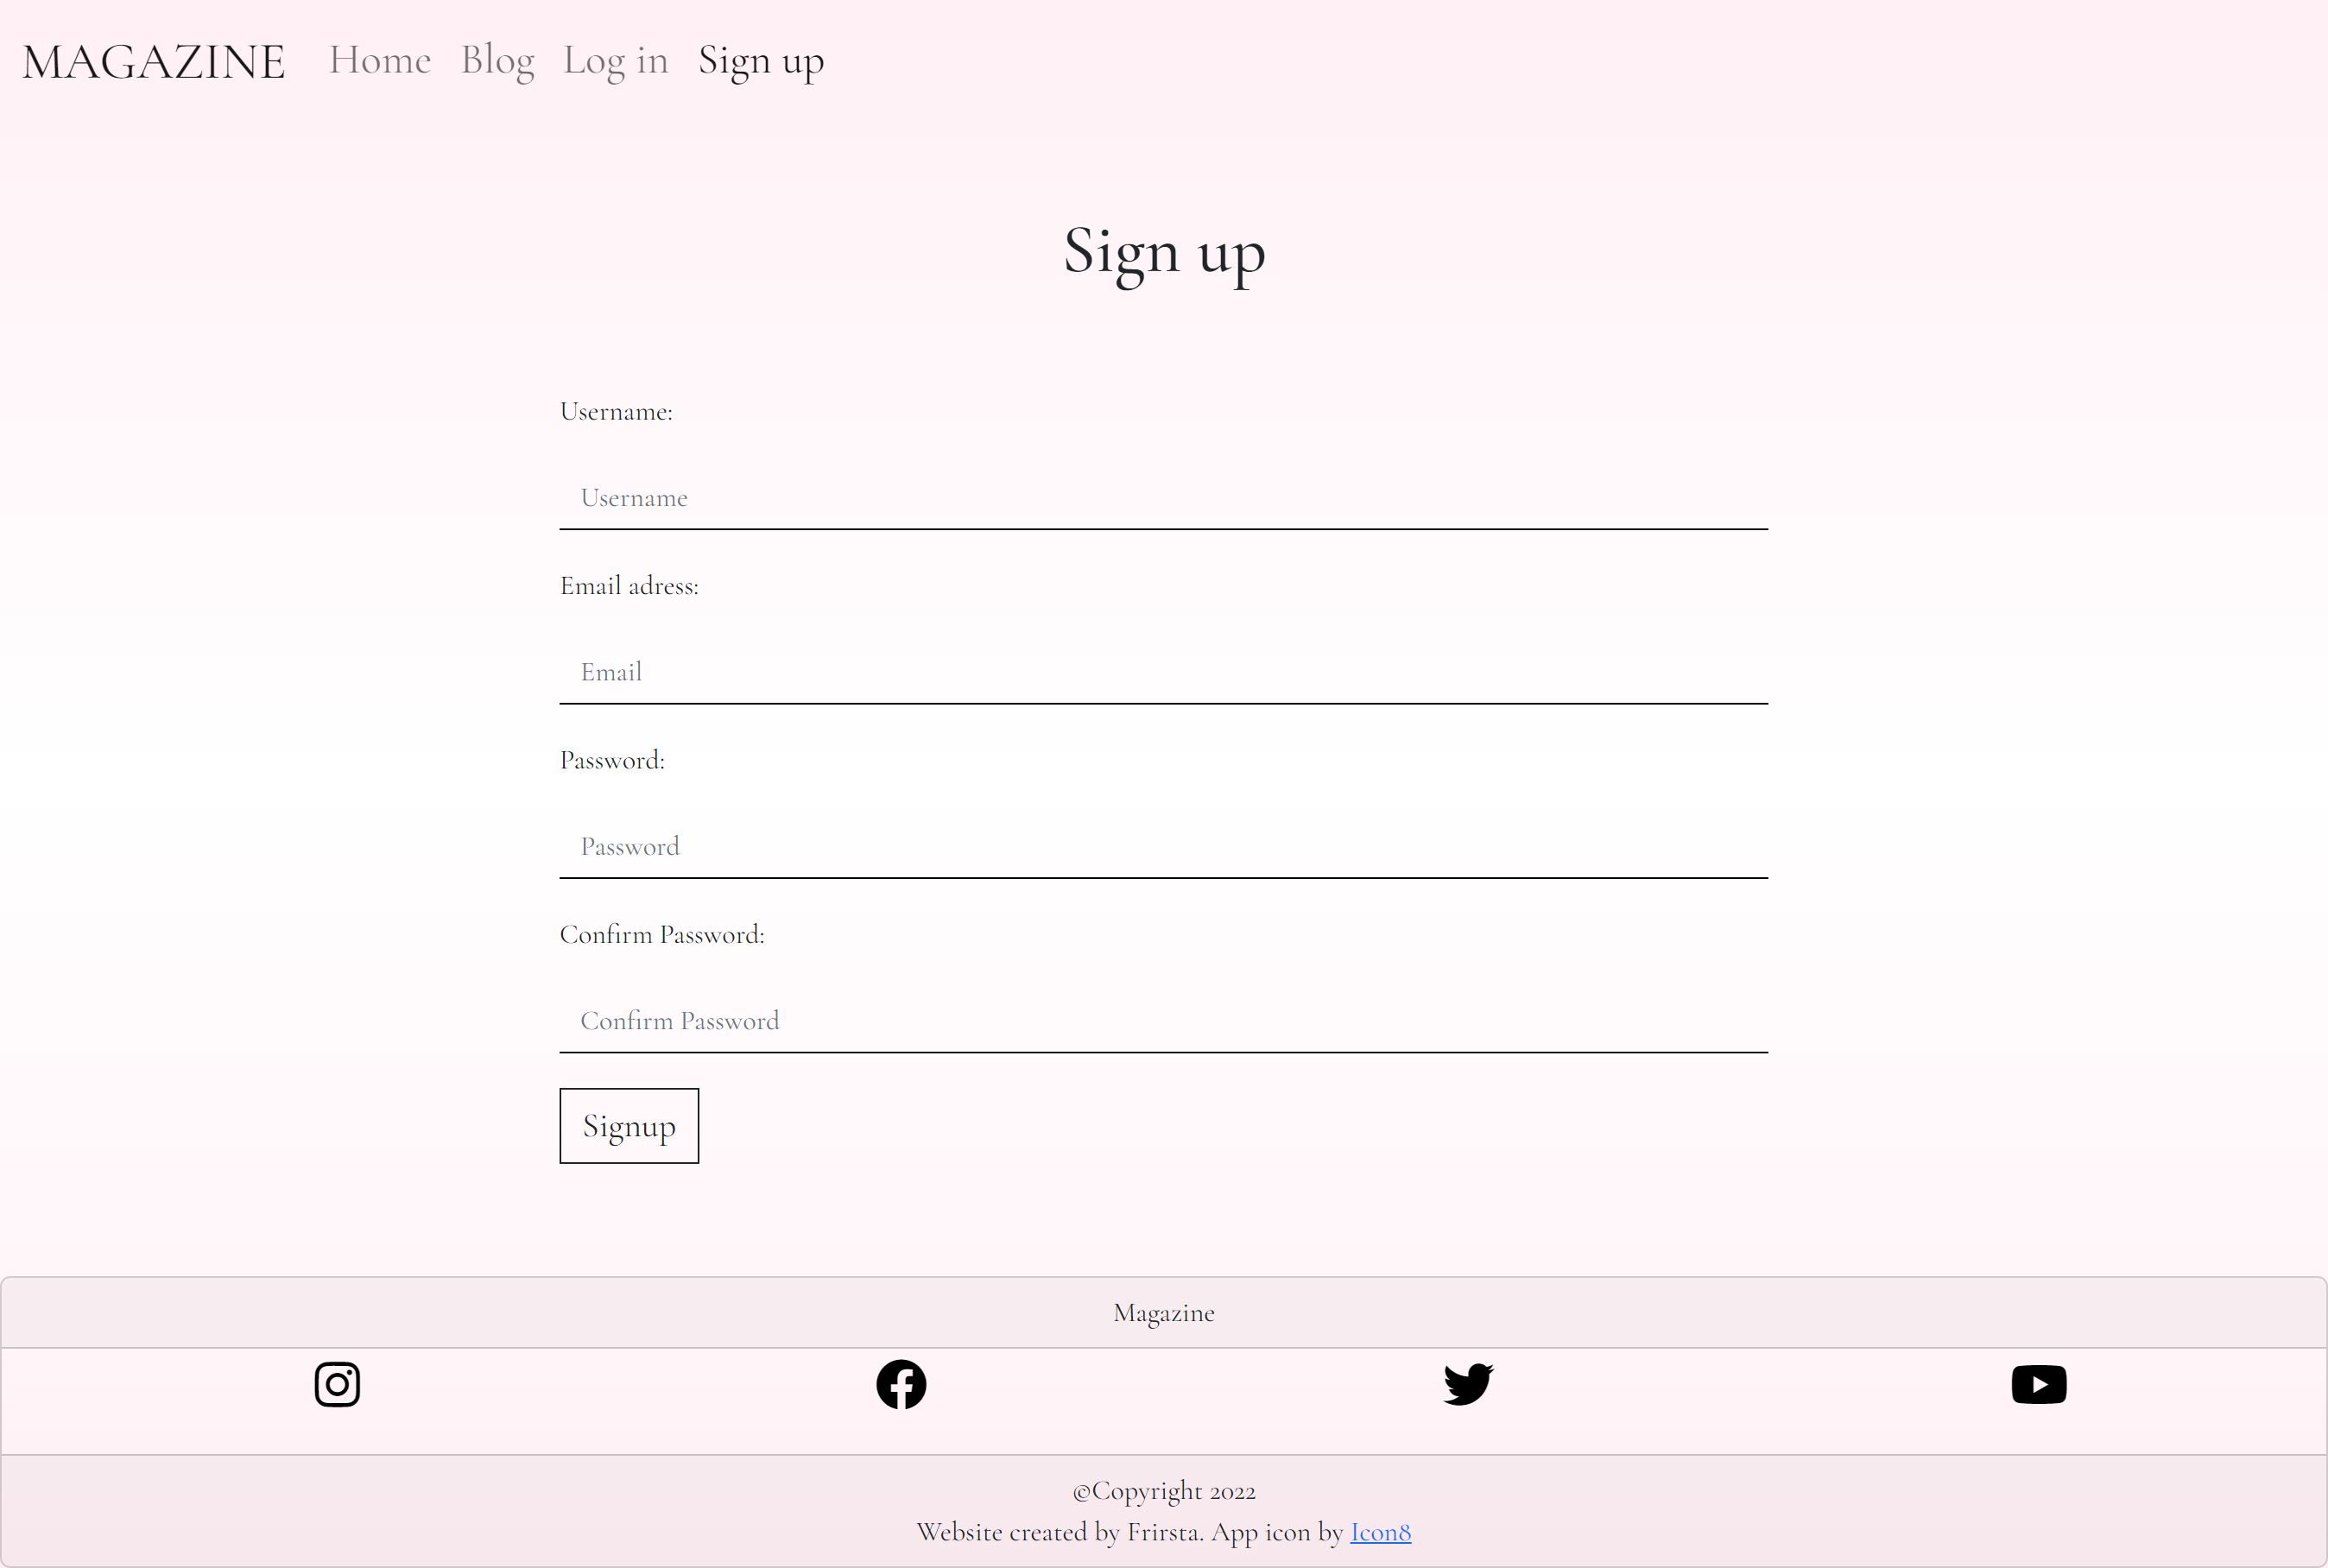 MAGAZINE Home Blog Log in Sign up
Sign up
Username:
Username
Email adress:
Email
Password:
Password
Confirm Password:
Confirm Password
Signup
Magazine
©Copyright 2022
Website created by Frirsta. App icon by Icon8